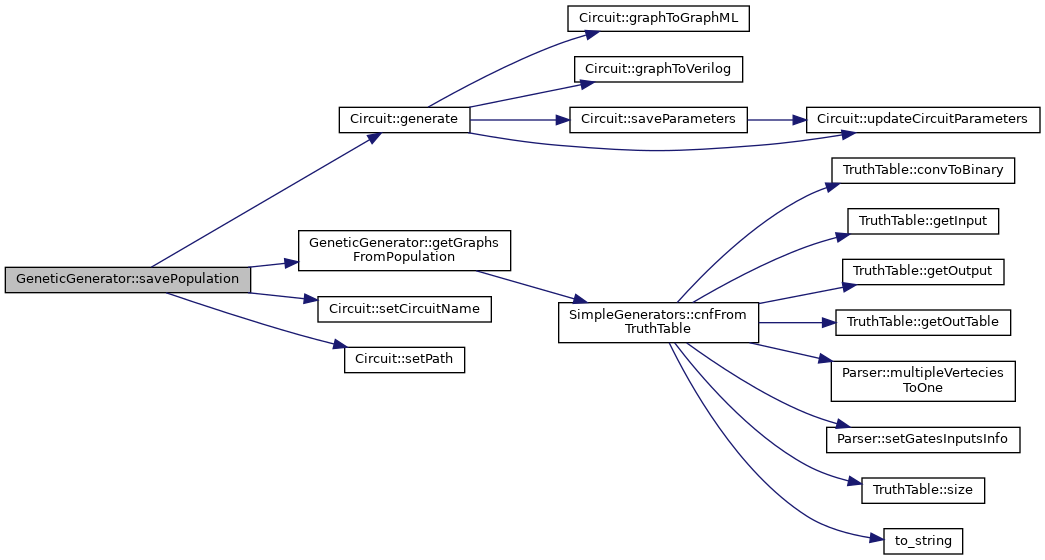 Circuit::graphToGraphML
Circuit::graphToVerilog
Circuit::generate
Circuit::saveParameters
Circuit::updateCircuitParameters
TruthTable::convToBinary
TruthTable::getInput
GeneticGenerator::getGraphs
FromPopulation
TruthTable::getOutput
GeneticGenerator::savePopulation
Circuit::setCircuitName
SimpleGenerators::cnfFrom
TruthTable
TruthTable::getOutTable
Circuit::setPath
Parser::multipleVertecies
ToOne
Parser::setGatesInputsInfo
TruthTable::size
to_string